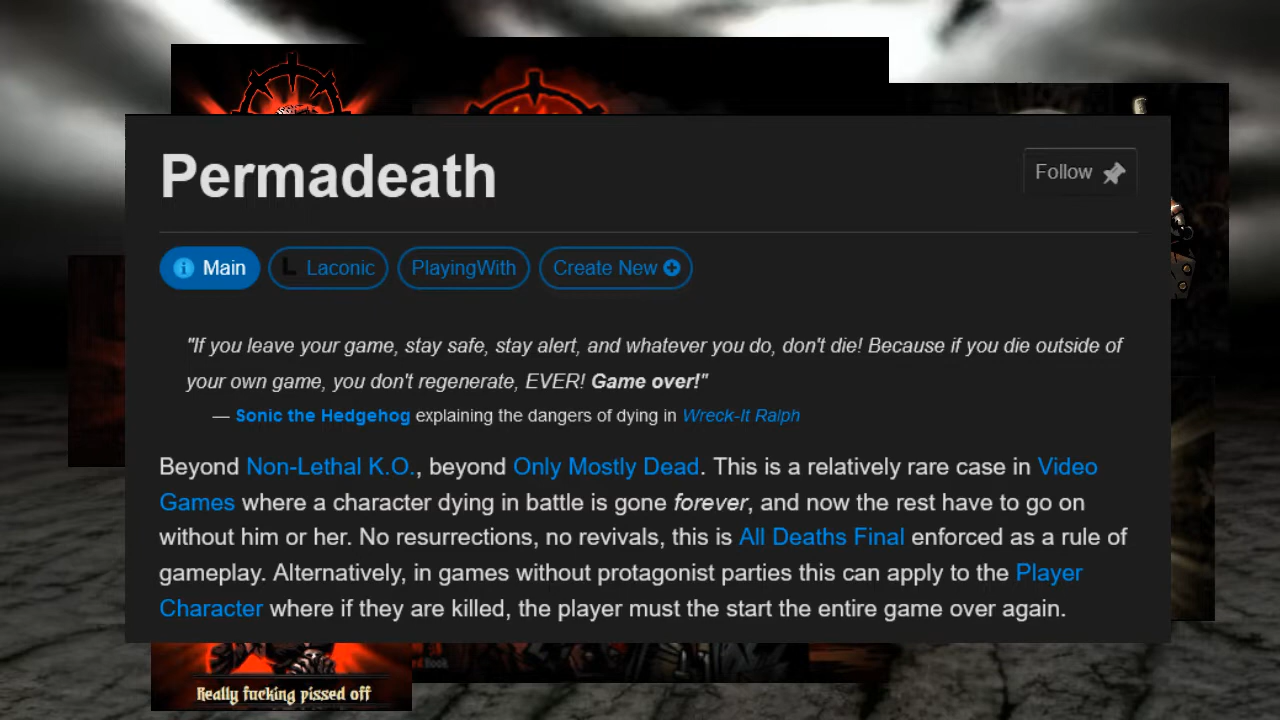 Permadeath
Follow
Main
L Laconic
PlayingWith
Create New
"If you leave your game, stay safe, stay alert, and whatever you do, don't die! Because if you die outside of
your own game, you don't regenerate, EVER! Game over!"
— Sonic the Hedgehog explaining the dangers of dying in Wreck-It Ralph
Beyond Non-Lethal K.O., beyond Only Mostly Dead. This is a relatively rare case in Video
Games where a character dying in battle is gone forever, and now the rest have to go on
without him or her. No resurrections, no revivals, this is All Deaths Final enforced as a rule of
gameplay. Alternatively, in games without protagonist parties this can apply to the Player
Character where if they are killed, the player must the start the entire game over again.
Book
Really fucking pissed off